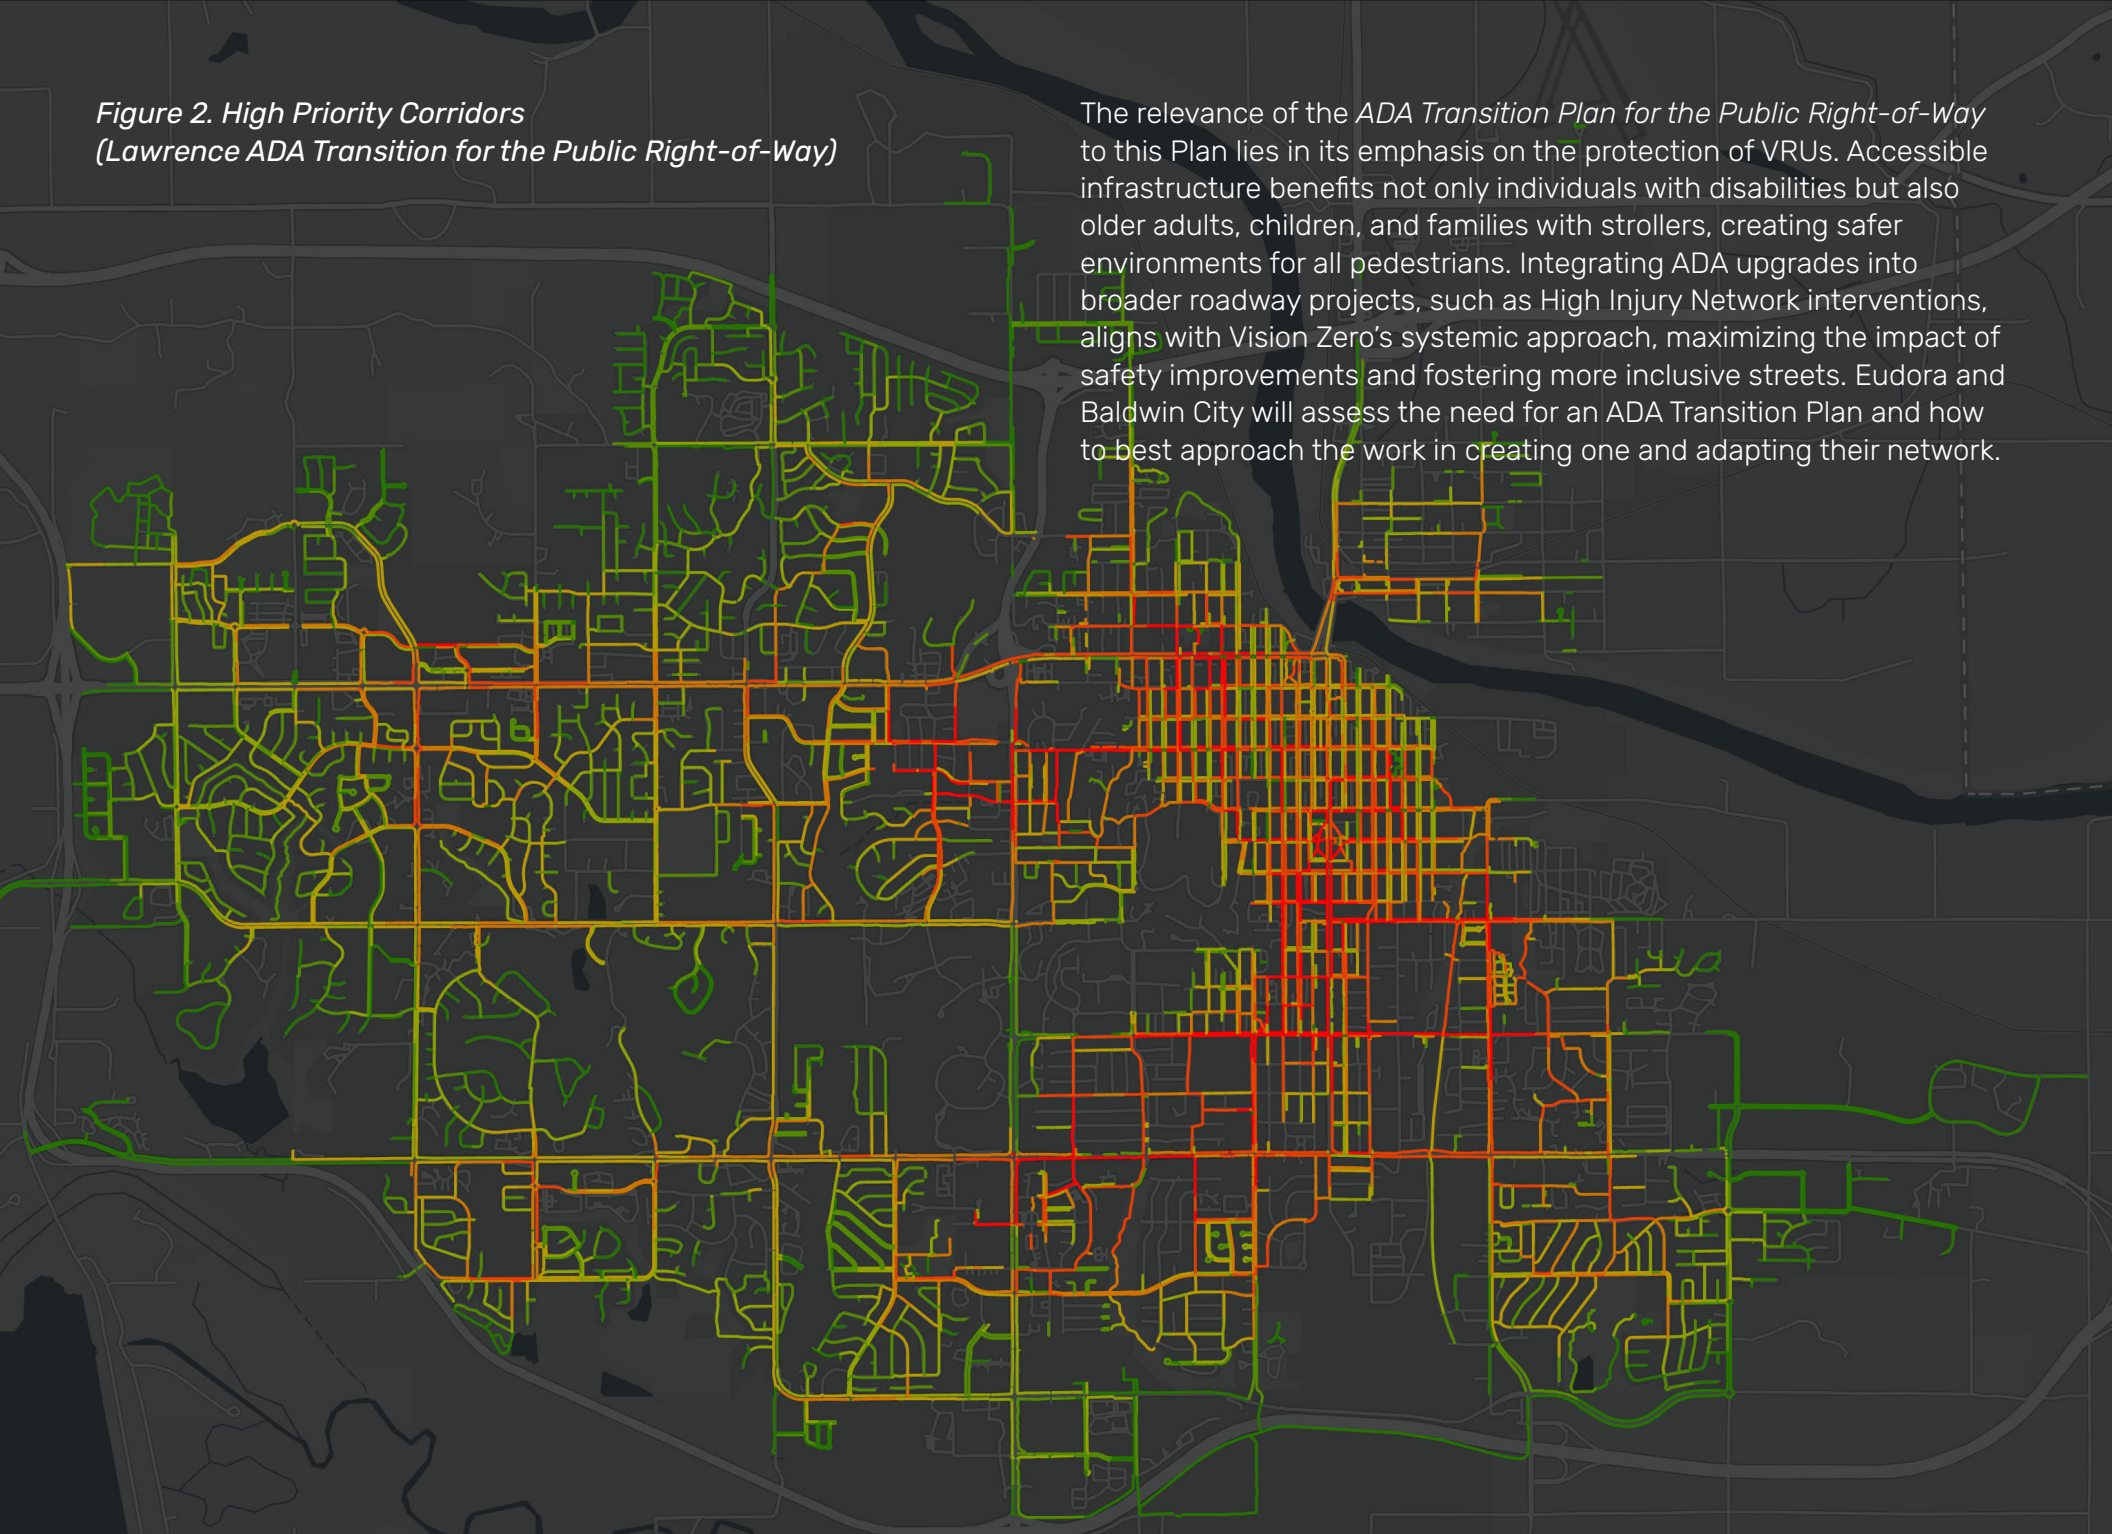 Figure 2. High Priority Corridors
(Lawrence ADA Transition for the Public Right-of-Way)
The relevance of the ADA Transition Plan for the Public Right-of-Way
to this Plan lies in its emphasis on the protection of VRUs. Accessible
infrastructure benefits not only individuals with disabilities but also
older adults, children, and families with strollers, creating safer
environments for all pedestrians. Integrating ADA upgrades into
broader roadway projects, such as High Injury Network interventions,
aligns with Vision Zero’s systemic approach, maximizing the impact of
safety improvements and fostering more inclusive streets. Eudora and
Baldwin City will assess the need for an ADA Transition Plan and how
to best approach the work in creating one and adapting their network.